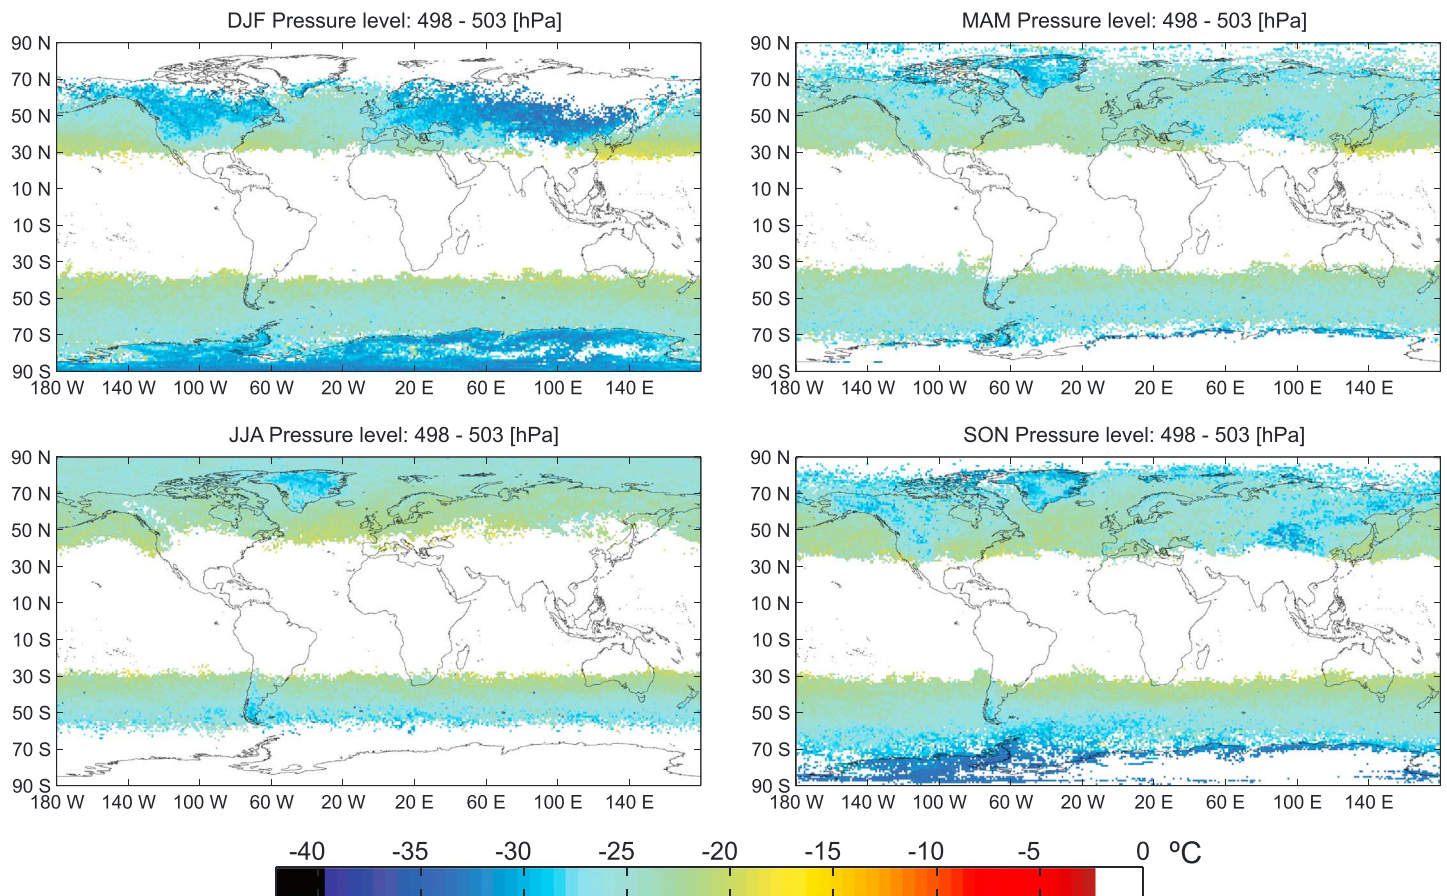 DJF Pressure level: 498 - 503 [hPa]
90 N
70 N
50 N
30 N
10 N
10 S
30 S
50 S
70 S
90 S
180 W 140 W 100 W 60 W 20 W 20 E 60 E 100 E 140 E
MAM Pressure level: 498 - 503 [hPa]
90 N
70 N
50 N
30 N
10 N
10 S
30 S
50 S
70 S
90 S
180 W 140 W 100 W 60 W 20 W 20 E 60 E 100 E 140 E
JJA Pressure level: 498 - 503 [hPa]
90 N
70 N
50 N
30 N
10 N
10 S
30 S
50 S
70 S
90 S
180 W 140 W 100 W 60 W 20 W 20 E 60 E 100 E 140 E
SON Pressure level: 498 - 503 [hPa]
90 N
70 N
50 N
30 N
10 N
10 S
30 S
50 S
70 S
90 S
180 W 140 W 100 W 60 W 20 W 20 E 60 E 100 E 140 E
-40 -35 -30 -25 -20 -15 -10 -5 0 ºC